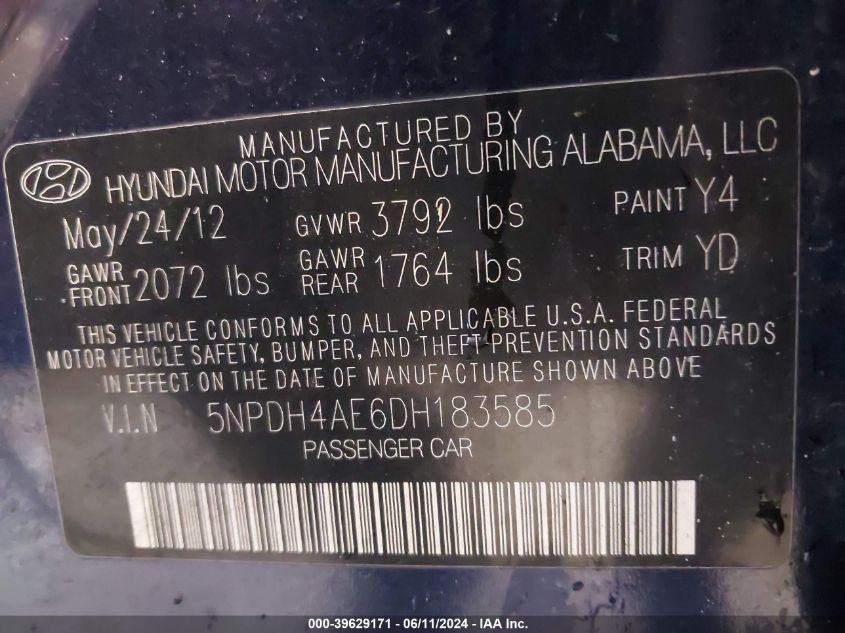 MANUFACTURED BY
HYUNDAI MOTOR MANUFACTURING ALABAMA, LLC
May/24/12 GVWR 3792 lbs PAINT Y4
GAWR FRONT 2072 lbs GAWR REAR 1764 lbs TRIM YD
THIS VEHICLE CONFORMS TO ALL APPLICABLE U.S.A. FEDERAL
MOTOR VEHICLE SAFETY, BUMPER, AND THEFT PREVENTION STANDARDS
IN EFFECT ON THE DATE OF MANUFACTURE SHOWN ABOVE
V.I.N 5NPDH4AE6DH183585
PASSENGER CAR
000-39629171 - 06/11/2024 - IAA Inc.